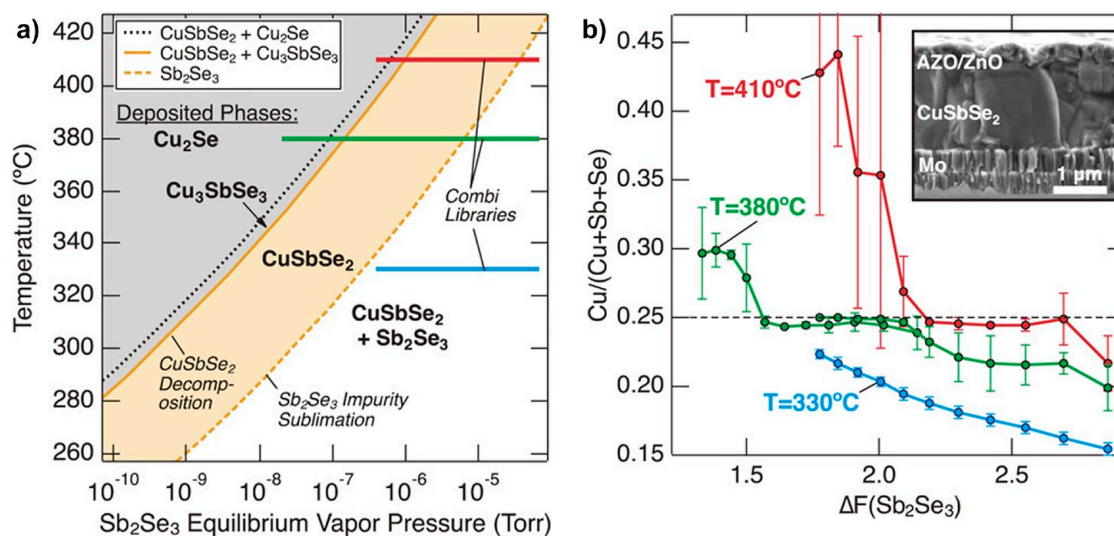 a)
CuSbSe₂ + Cu₂Se
CuSbSe₂ + Cu₃SbSe₃
Sb₂Se₃
Deposited Phases:
Cu₂Se
Cu₃SbSe₃
CuSbSe₂
CuSbSe₂
+ Sb₂Se₃
Combi
Libraries
CuSbSe₂
Decomp-
osition
Sb₂Se₃ Impurity
Sublimation
Temperature (ºC)
420
400
380
360
340
320
300
280
260
10⁻¹⁰ 10⁻⁹ 10⁻⁸ 10⁻⁷ 10⁻⁶ 10⁻⁵
Sb₂Se₃ Equilibrium Vapor Pressure (Torr)
b)
Cu/(Cu+Sb+Se)
0.45
0.40
0.35
0.30
0.25
0.20
0.15
T=410ºC
T=380ºC
T=330ºC
AZO/ZnO
CuSbSe₂
Mo
1 µm
1.5 2.0 2.5
ΔF(Sb₂Se₃)